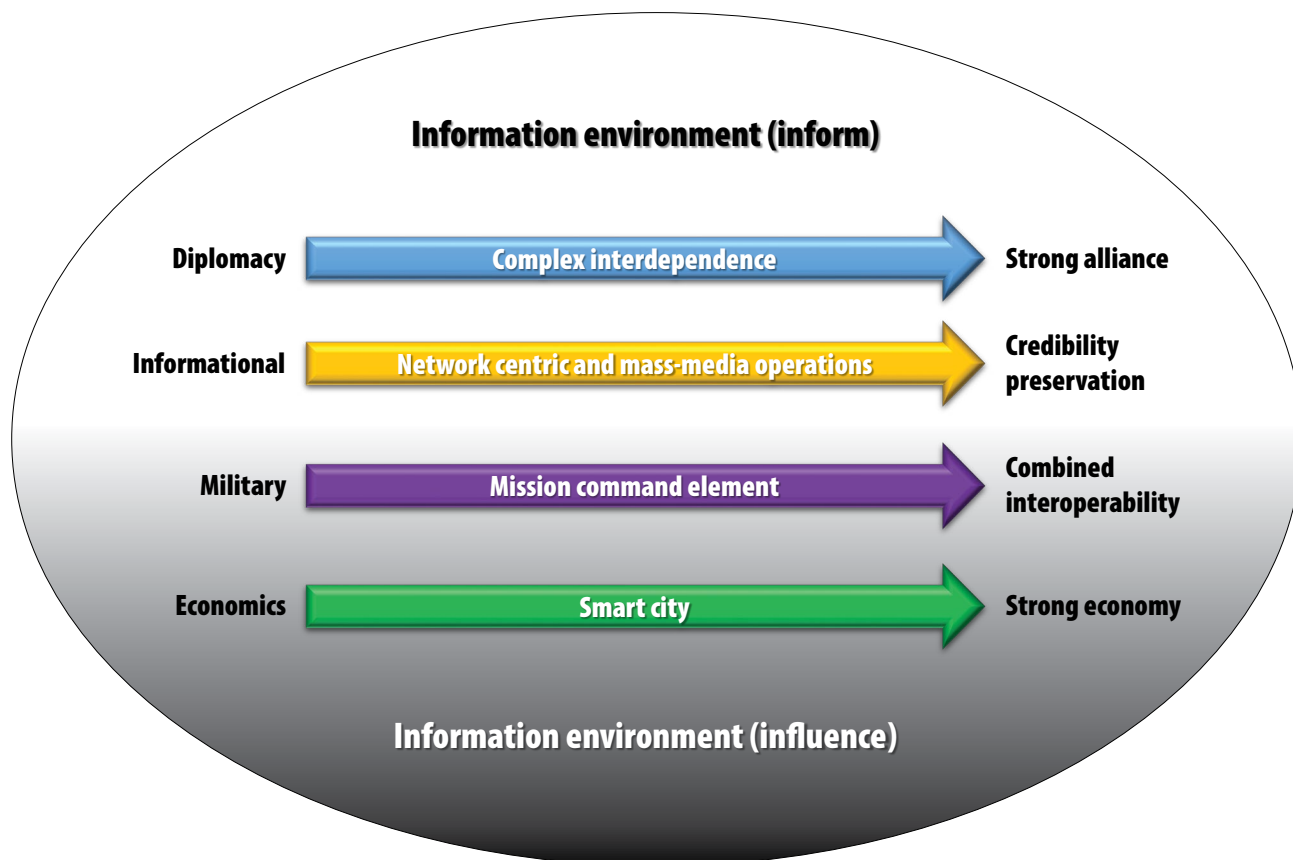 Information environment (inform)
Diplomacy
Complex interdependence
Strong alliance
Informational
Network centric and mass-media operations
Credibility
preservation
Military
Mission command element
Combined
interoperability
Economics
Smart city
Strong economy
Information environment (influence)